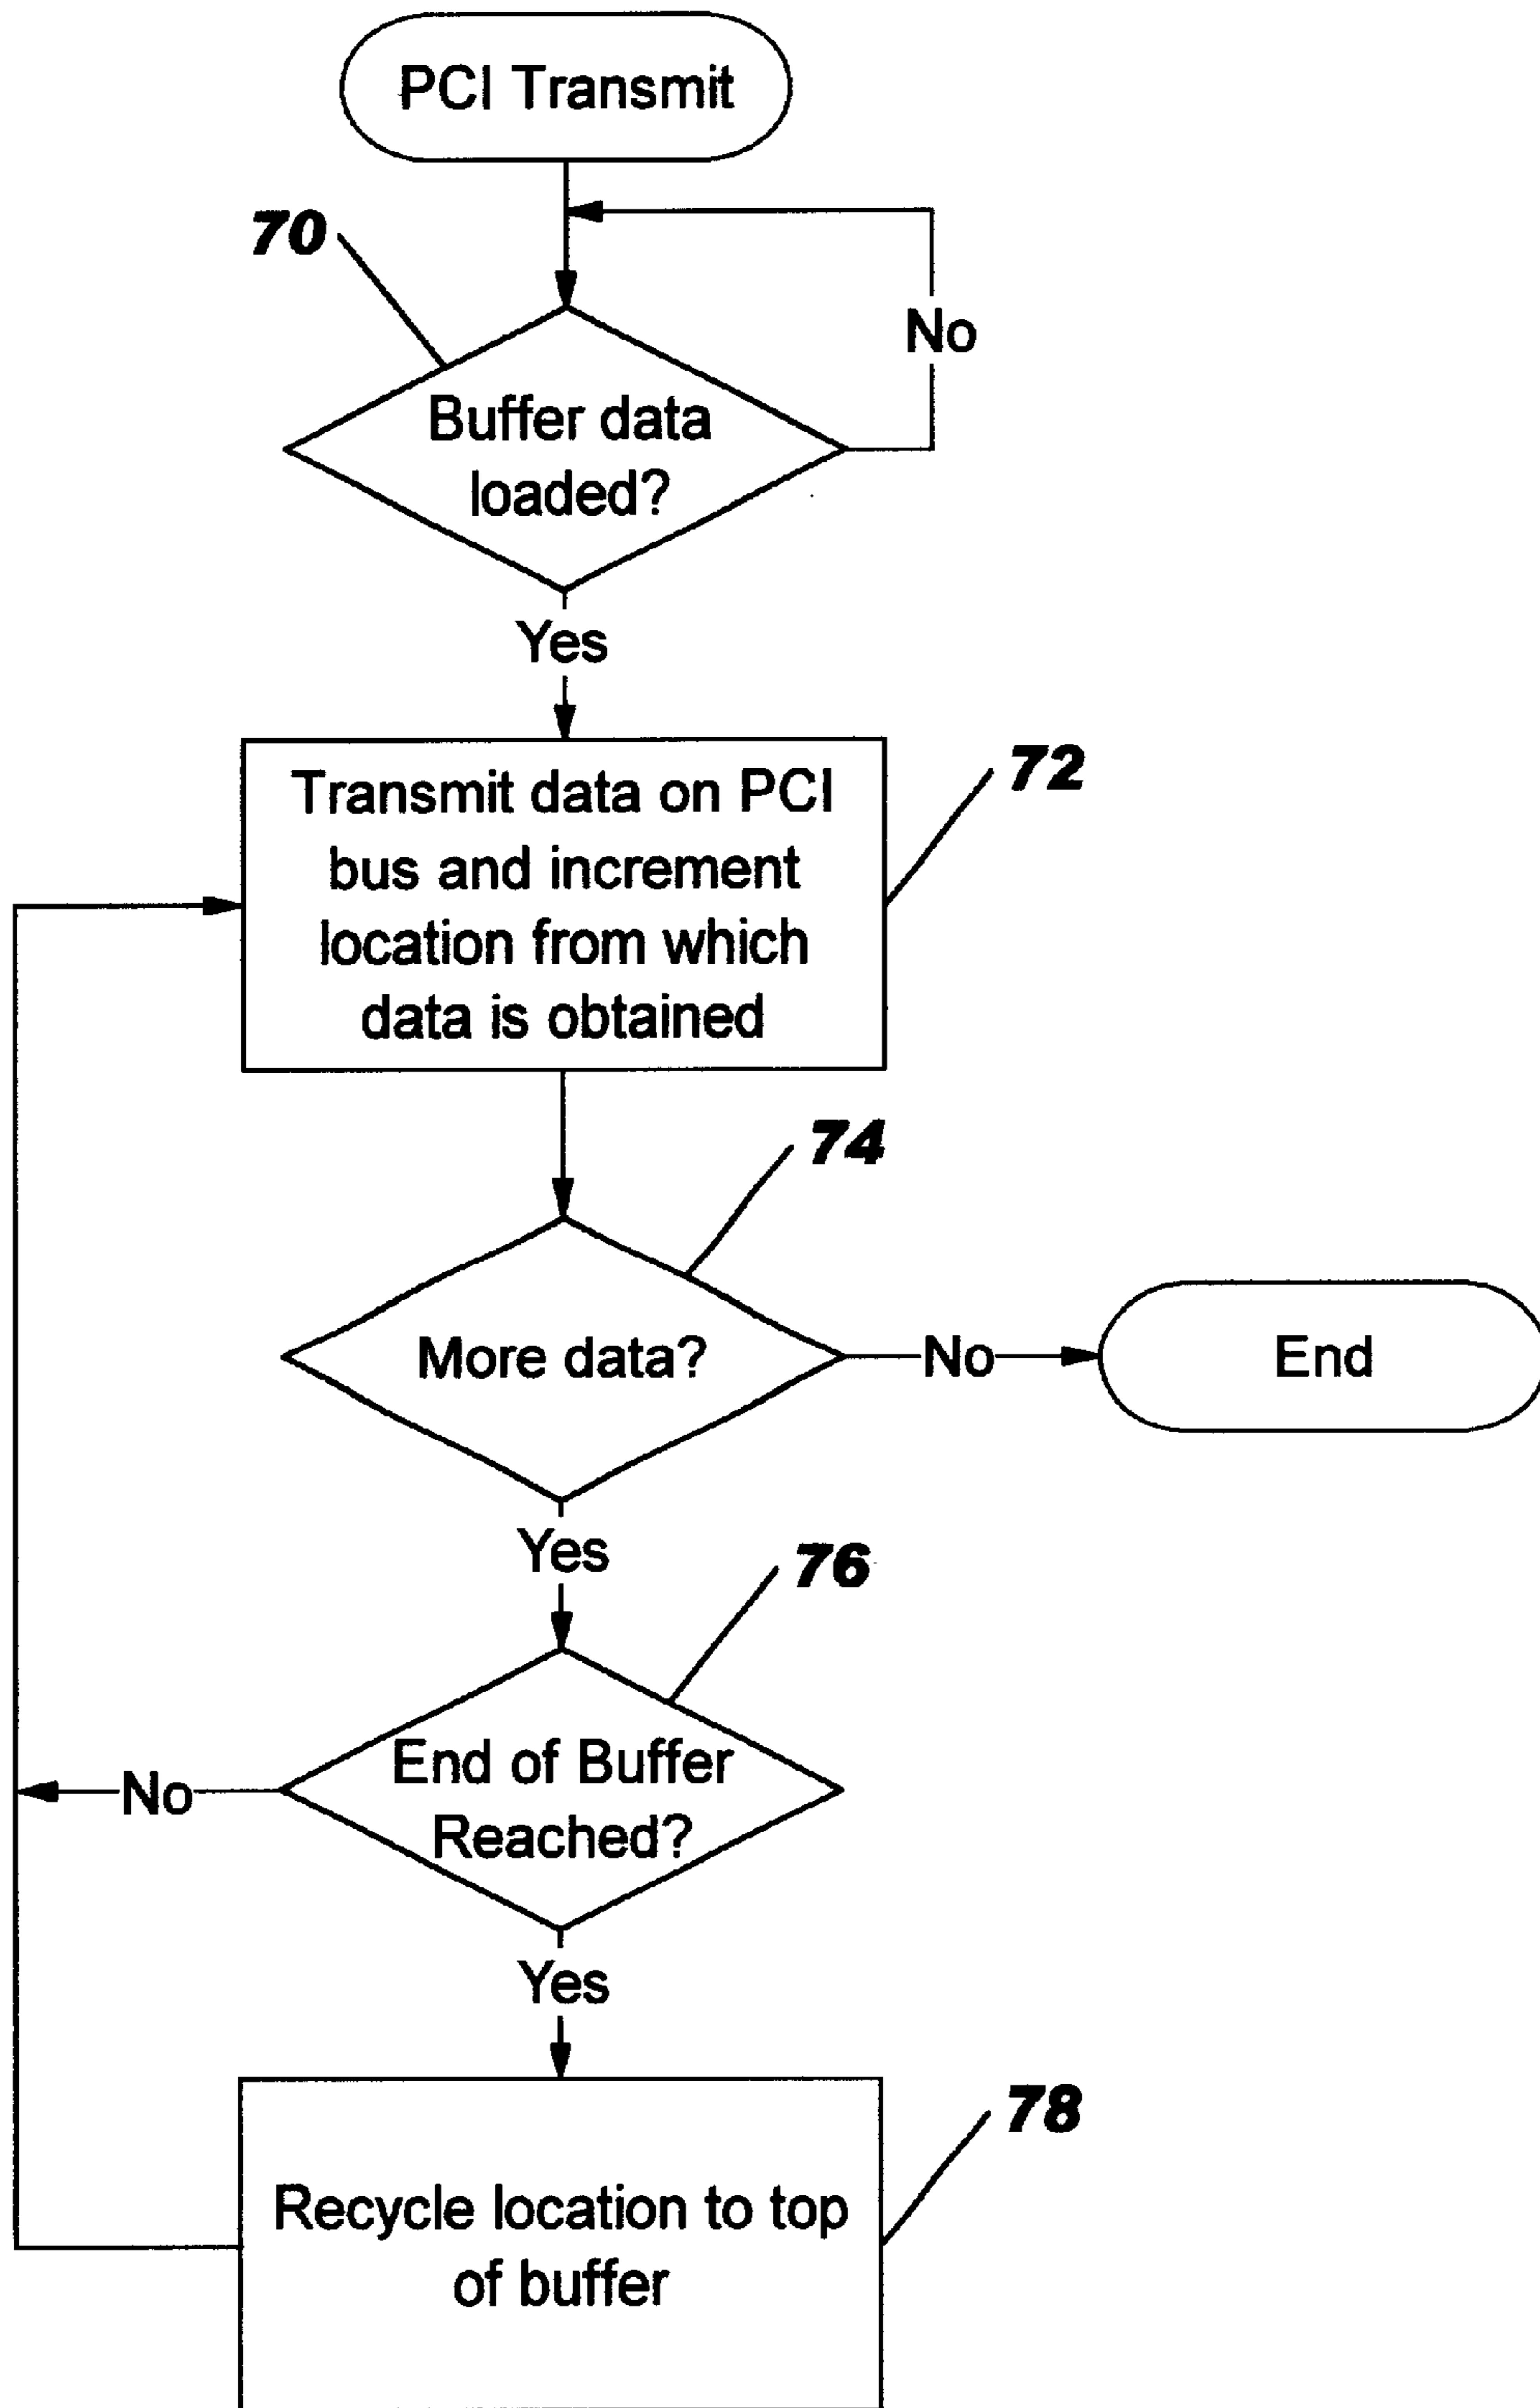 PCI Transmit
70
No
Buffer data
loaded?
Yes
72
Transmit data on PCI
bus and increment
location from which
data is obtained
74
More data?
No
End
Yes
76
End of Buffer
Reached?
No
Yes
78
Recycle location to top
of buffer